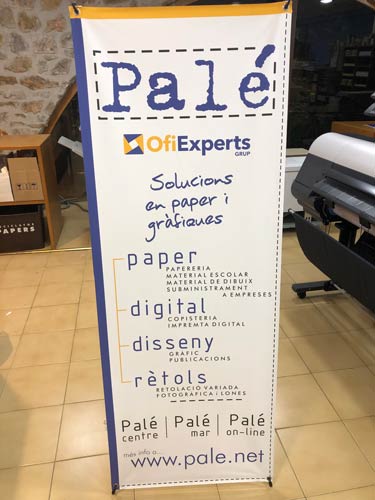 Palé
OfiExperts
GRUP
Solucions
en paper i
gràfiques
paper
PAPERERIA
MATERIAL ESCOLAR
MATERIAL DE DIBUIX
SUBMINISTRAMENT
A EMPRESES
digital
COPISTERIA
IMPREMTA DIGITAL
disseny
GRÀFIC
PUBLICACIONS
rètols
RETOLACIÓ VARIADA
FOTOGRÀFICA i LONES
Palé centre | Palé mar | Palé on-line
més info a...
www.pale.net
PAPERS